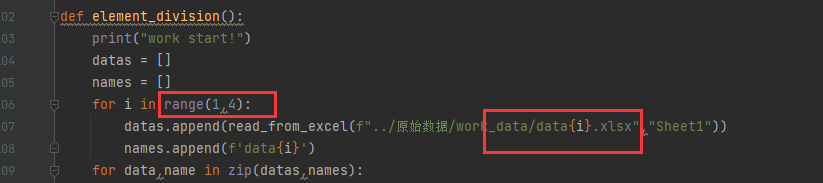 02 def element_division():
03 print("work start!")
04 datas = []
05 names = []
06 for i in range(1,4):
07 datas.append(read_from_excel(f"../原始数据/work_data/data{i}.xlsx","Sheet1"))
08 names.append(f'data{i}')
09 for data,name in zip(datas,names):